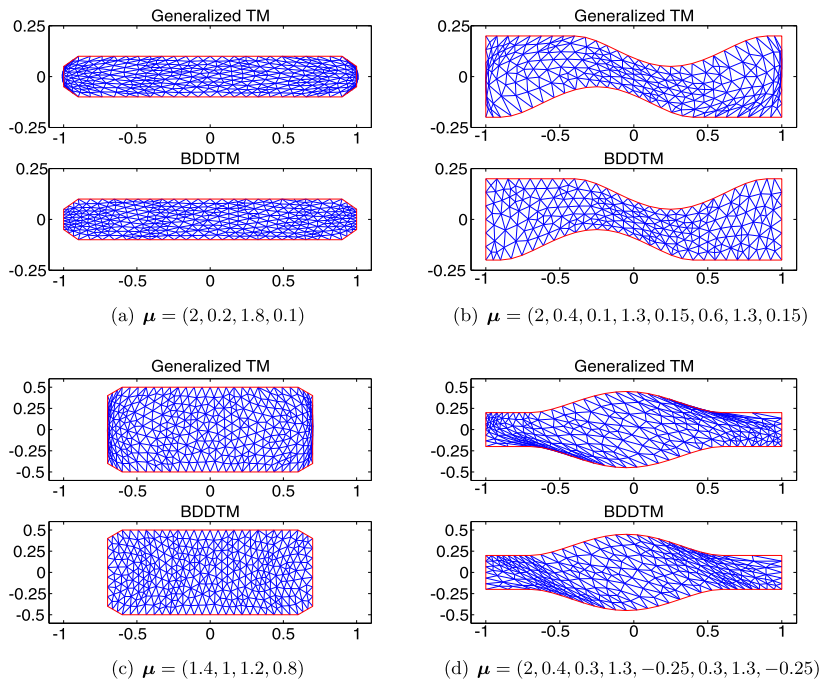 Generalized TM
0.25
0
-0.25
-1 -0.5 0 0.5 1
BDDTM
0.25
0
-0.25
-1 -0.5 0 0.5 1
(a) μ = (2, 0.2, 1.8, 0.1)
Generalized TM
0.25
0
-0.25
-1 -0.5 0 0.5 1
BDDTM
0.25
0
-0.25
-1 -0.5 0 0.5 1
(b) μ = (2, 0.4, 0.1, 1.3, 0.15, 0.6, 1.3, 0.15)
Generalized TM
0.5
0.25
0
-0.25
-0.5
-1 -0.5 0 0.5 1
BDDTM
0.5
0.25
0
-0.25
-0.5
-1 -0.5 0 0.5 1
(c) μ = (1.4, 1, 1.2, 0.8)
Generalized TM
0.5
0.25
0
-0.25
-0.5
-1 -0.5 0 0.5 1
BDDTM
0.5
0.25
0
-0.25
-0.5
-1 -0.5 0 0.5 1
(d) μ = (2, 0.4, 0.3, 1.3, −0.25, 0.3, 1.3, −0.25)